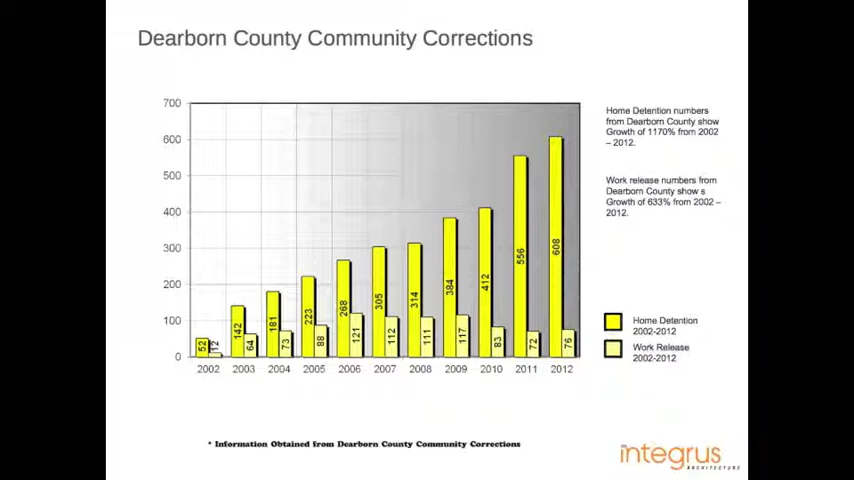 Dearborn County Community Corrections
700
600
500
400
300
200
100
0
52
12
142
64
181
73
223
88
268
121
305
112
314
111
384
117
412
83
556
72
608
76
2002 2003 2004 2005 2006 2007 2008 2009 2010 2011 2012
Home Detention numbers
from Dearborn County show
Growth of 1170% from 2002
– 2012.
Work release numbers from
Dearborn County show s
Growth of 633% from 2002 –
2012.
Home Detention
2002-2012
Work Release
2002-2012
* Information Obtained from Dearborn County Community Corrections
integrus
ARCHITECTURE